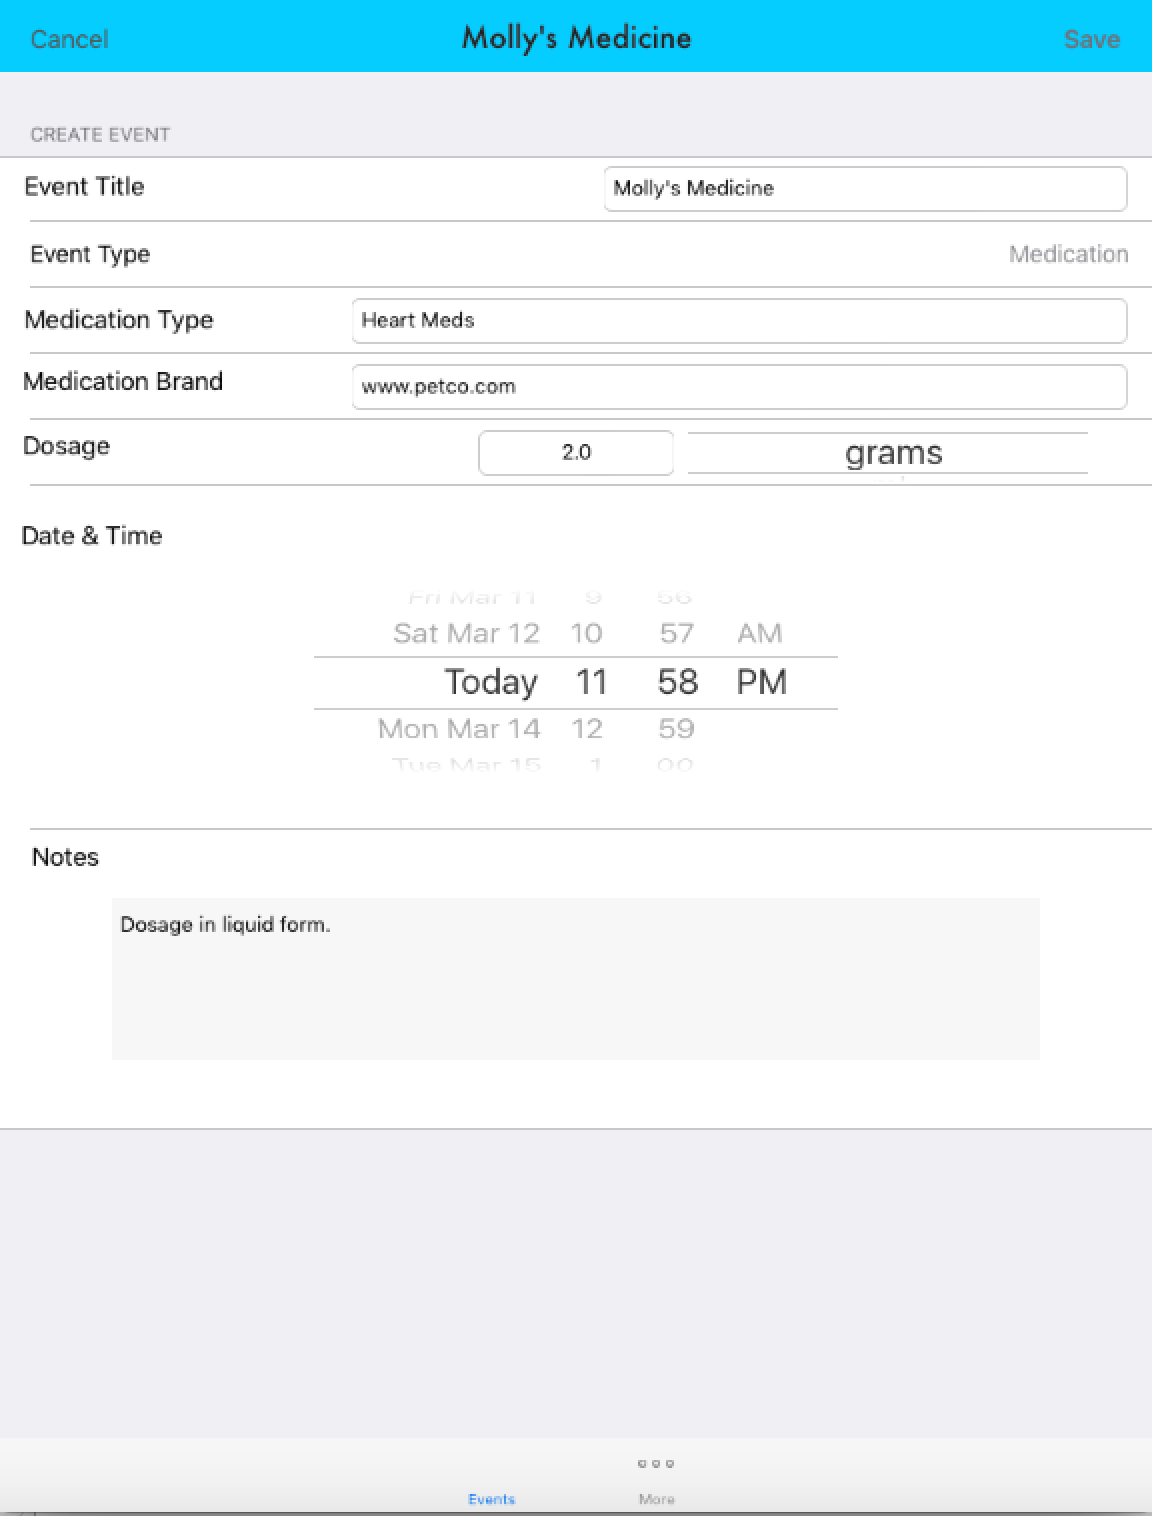 Cancel Molly's Medicine Save
CREATE EVENT
Event Title Molly's Medicine
Event Type Medication
Medication Type Heart Meds
Medication Brand www.petco.com
Dosage 2.0 grams
Date & Time
Fri Mar 11 9 56
Sat Mar 12 10 57 AM
Today 11 58 PM
Mon Mar 14 12 59
Tue Mar 15 1 00
Notes
Dosage in liquid form.
Events More